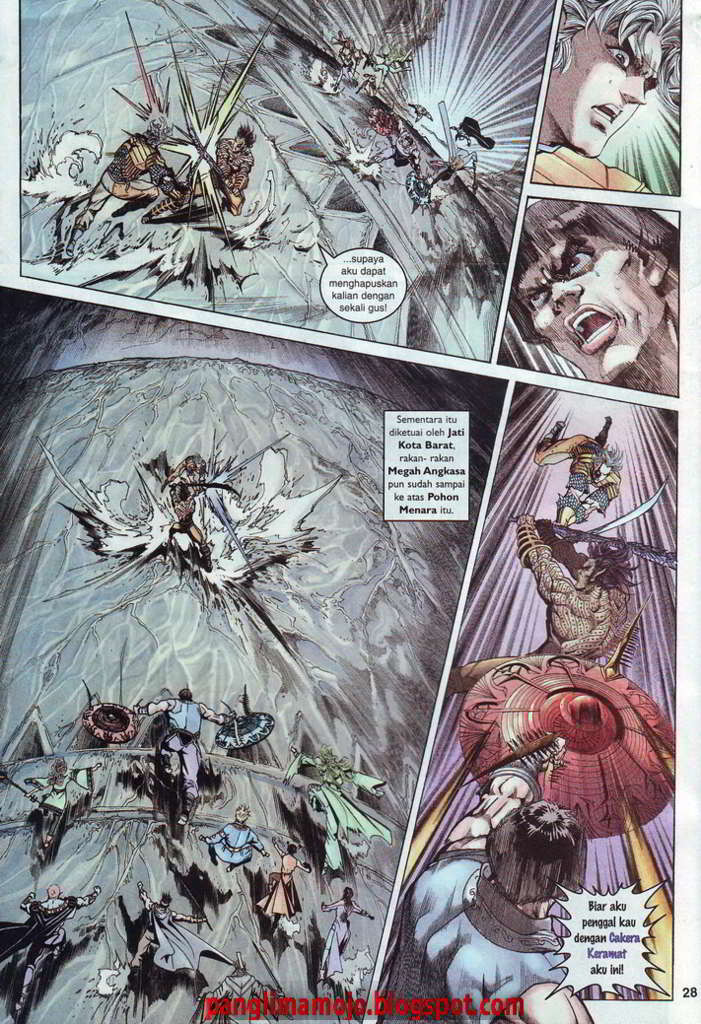 ...supaya
aku dapat
menghapuskan
kalian dengan
sekali gus!
Sementara itu
diketuai oleh Jati
Kota Barat,
rakan- rakan
Megah Angkasa
pun sudah sampai
ke atas Pohon
Menara itu.
Biar aku
penggal kau
dengan Cakera
Keramat
aku ini!
28
panglimamojo.blogspot.com